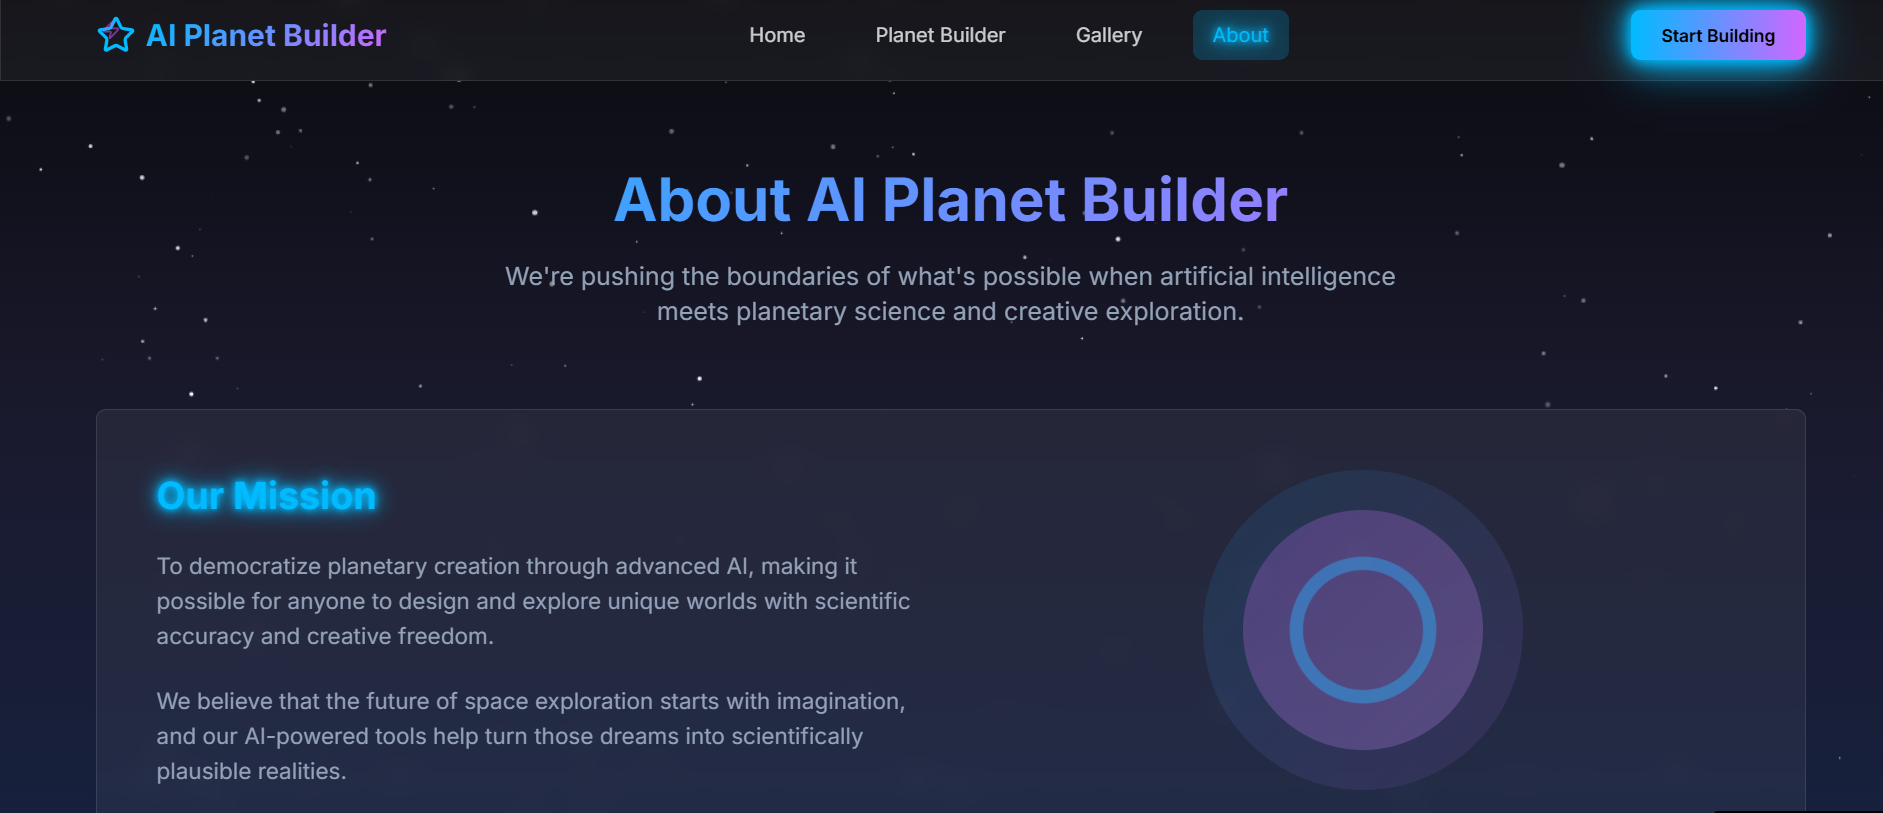 AI Planet Builder
Home
Planet Builder
Gallery
About
Start Building
About AI Planet Builder
We're pushing the boundaries of what's possible when artificial intelligence
meets planetary science and creative exploration.
Our Mission
To democratize planetary creation through advanced AI, making it
possible for anyone to design and explore unique worlds with scientific
accuracy and creative freedom.
We believe that the future of space exploration starts with imagination,
and our AI-powered tools help turn those dreams into scientifically
plausible realities.